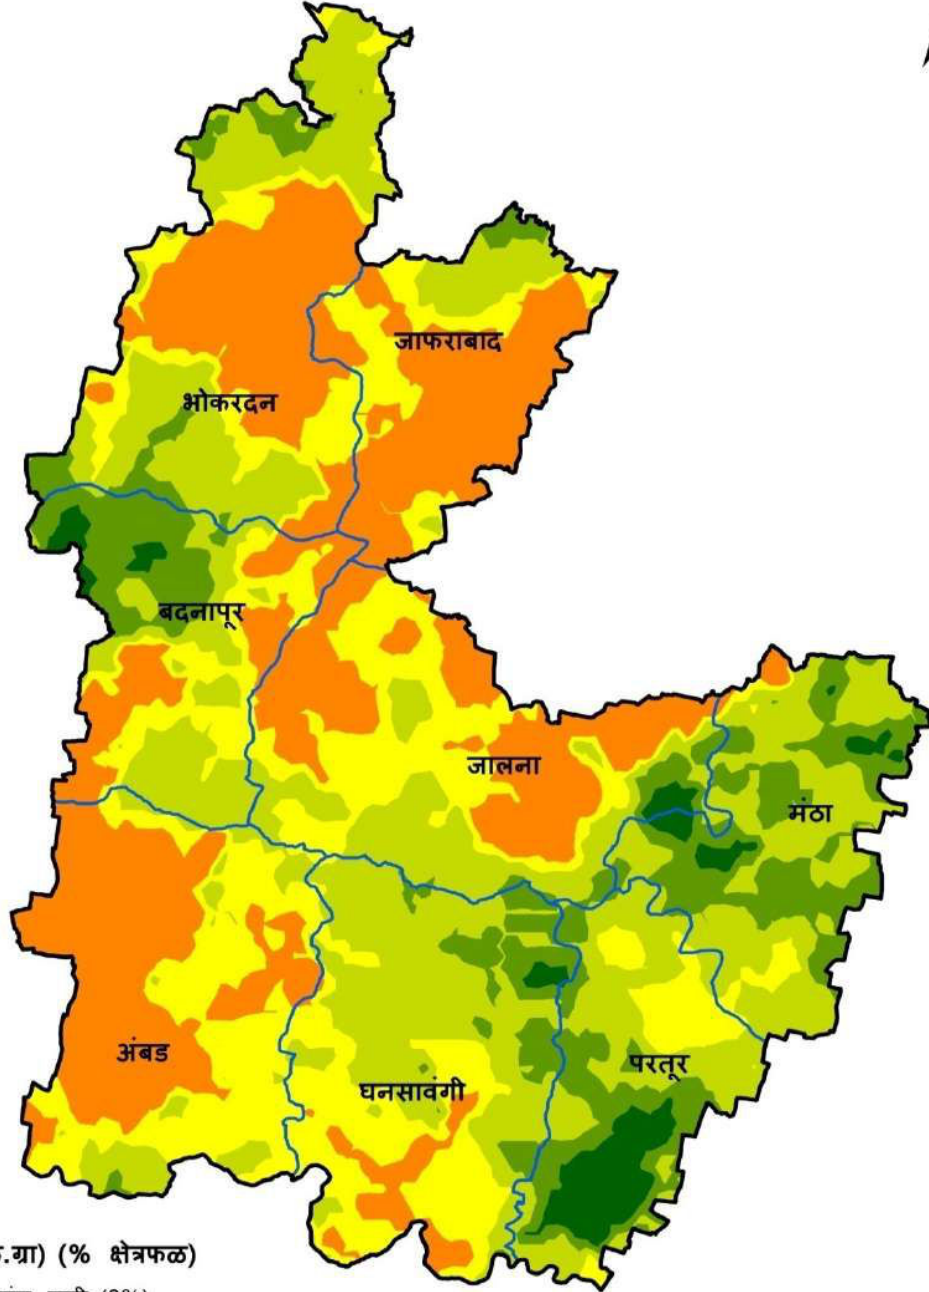 जाफराबाद
भोकरदन
बदनापूर
जालना
मंठा
अंबड
परतूर
घनसावंगी
.ग्रा) (% क्षेत्रफळ)